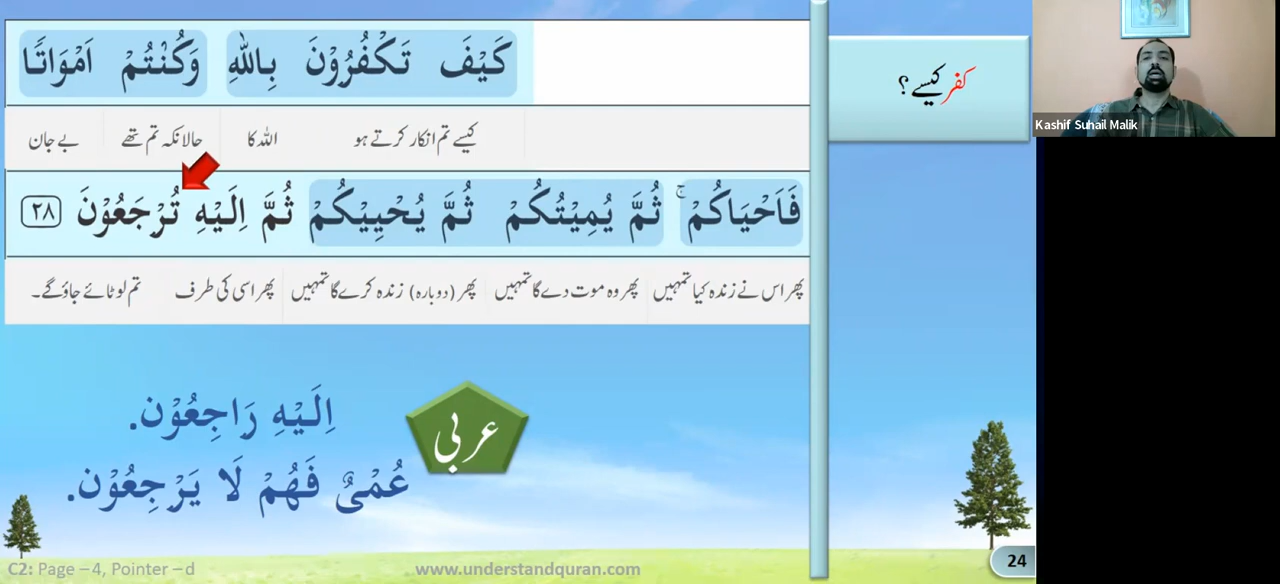 كَيْفَ تَكْفُرُوْنَ بِاللّٰهِ وَكُنْتُمْ اَمْوَاتًا
کیسے تم انکار کرتے ہو اللہ کا حالانکہ تم تھے بے جان
فَاَحْيَاكُمْ ۚ ثُمَّ يُمِيْتُكُمْ ثُمَّ يُحْيِيْكُمْ ثُمَّ اِلَيْهِ تُرْجَعُوْنَ ٢٨
پھر اس نے زندہ کیا تمہیں پھر وہ موت دے گا تمہیں پھر (دوبارہ) زندہ کرے گا تمہیں پھر اسی کی طرف تم لوٹائے جاؤ گے۔
کفر کیسے؟
Kashif Suhail Malik
عربی
اِلَيْهِ رَاجِعُوْن.
عُمْيٌ فَهُمْ لَا يَرْجِعُوْن.
C2: Page –4, Pointer –d
www.understandquran.com
24